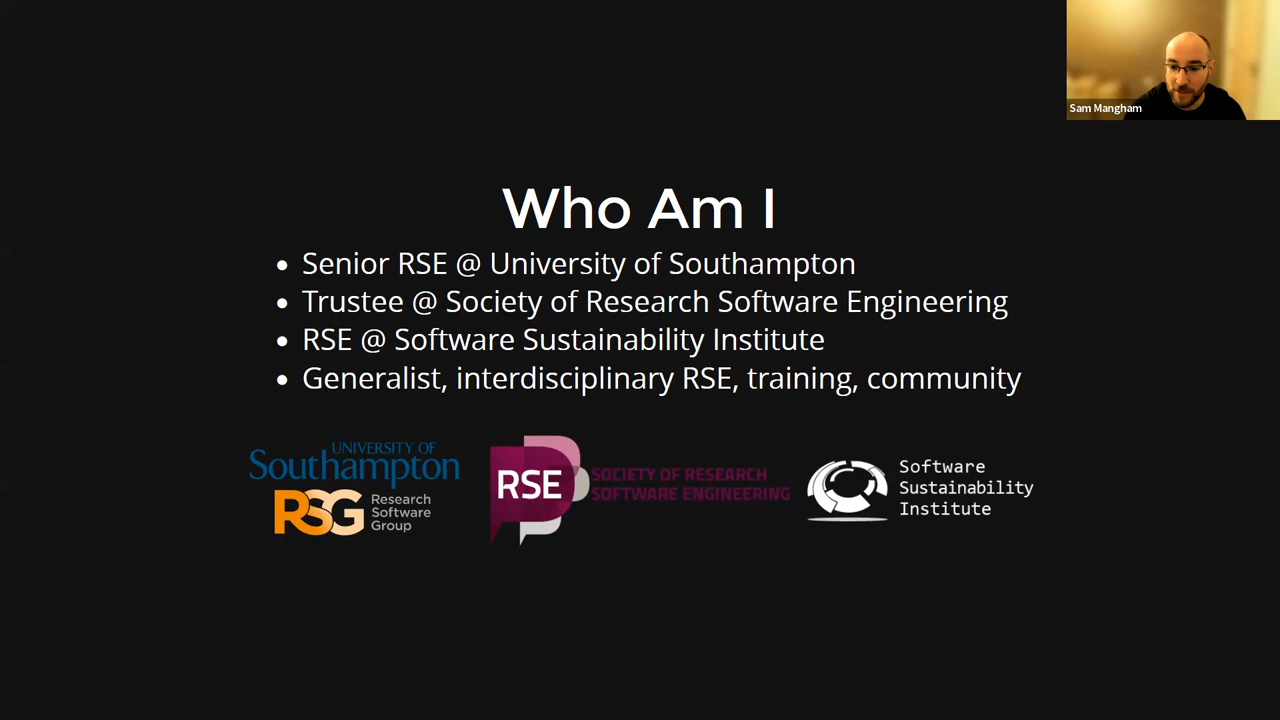 Sam Mangham
Who Am I
Senior RSE @ University of Southampton
Trustee @ Society of Research Software Engineering
RSE @ Software Sustainability Institute
Generalist, interdisciplinary RSE, training, community
UNIVERSITY OF
Southampton
RSG
Research
Software
Group
RSE
SOCIETY OF RESEARCH
SOFTWARE ENGINEERING
Software
Sustainability
Institute